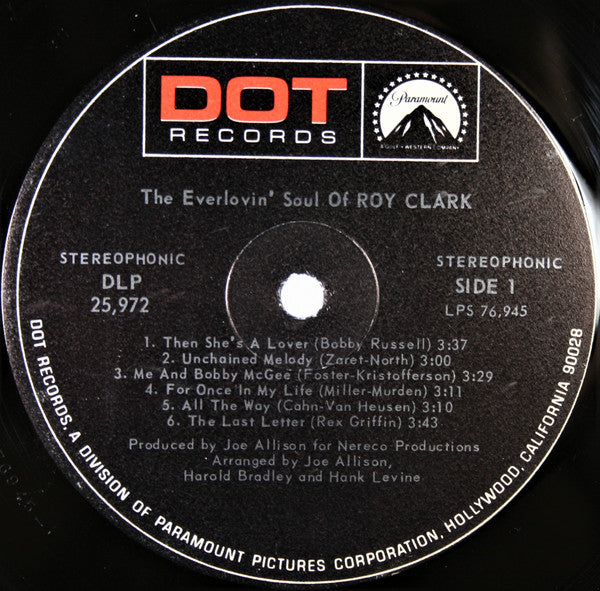 DOT
RECORDS
Paramount
A GULF+WESTERN COMPANY
The Everlovin' Soul Of ROY CLARK
STEREOPHONIC
DLP
25,972
STEREOPHONIC
SIDE 1
LPS 76,945
1. Then She's A Lover (Bobby Russell) 3:37
2. Unchained Melody (Zaret-North) 3:00
3. Me And Bobby McGee (Foster-Kristofferson) 3:29
4. For Once In My Life (Miller-Murden) 3:11
5. All The Way (Cahn-Van Heusen) 3:10
6. The Last Letter (Rex Griffin) 3:43
Produced by Joe Allison for Nereco Productions
Arranged by Joe Allison,
Harold Bradley and Hank Levine
DOT RECORDS, A DIVISION OF PARAMOUNT PICTURES CORPORATION, HOLLYWOOD, CALIFORNIA 90028